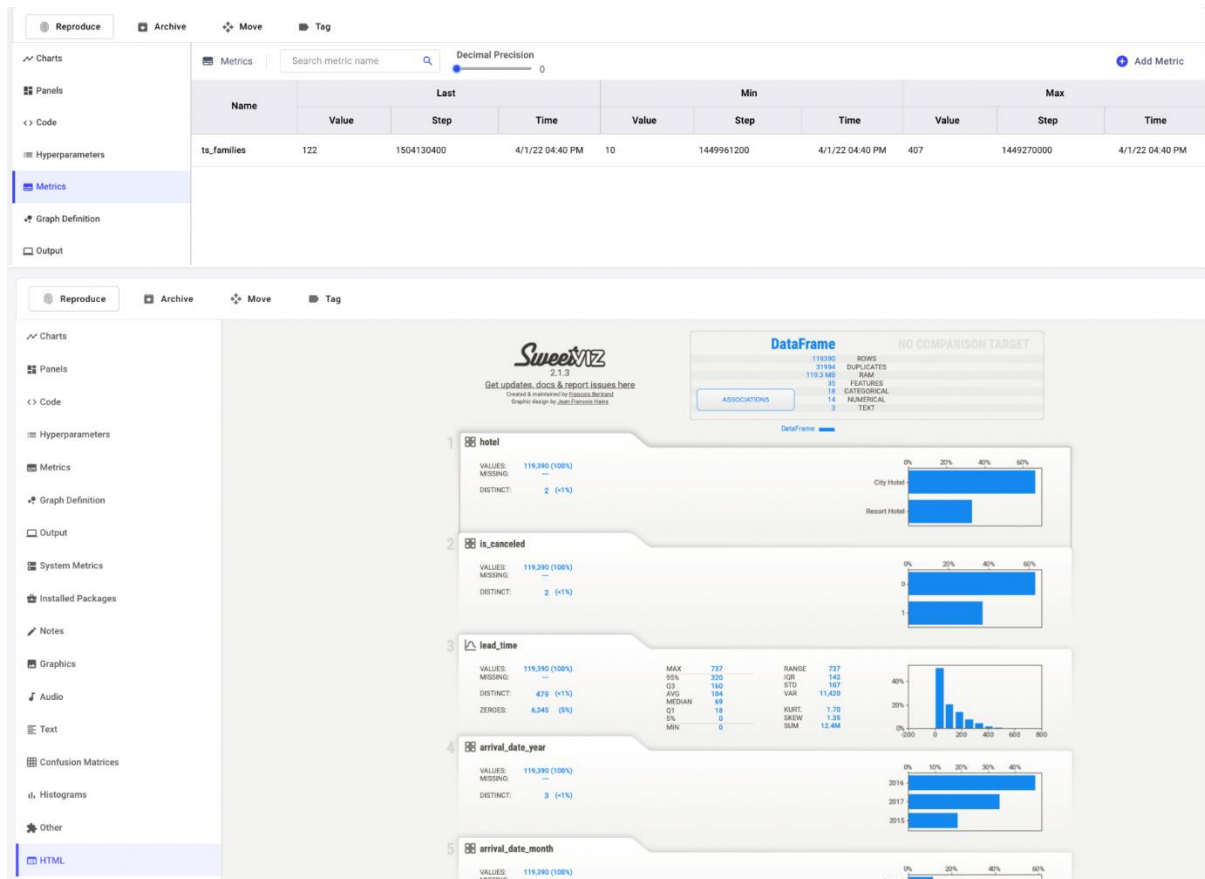 Reproduce Archive Move Tag
Charts
Panels
Code
Hyperparameters
Metrics
Graph Definition
Output
Metrics Search metric name Decimal Precision 0 Add Metric
Name Last Min Max
Value Step Time Value Step Time Value Step Time
ts_families 122 1504130400 4/1/22 04:40 PM 10 1449961200 4/1/22 04:40 PM 407 1449270000 4/1/22 04:40 PM
Reproduce Archive Move Tag
Charts
Panels
<> Code
Hyperparameters
Metrics
Graph Definition
Output
System Metrics
Installed Packages
Notes
Graphics
Audio
Text
Confusion Matrices
Histograms
Other
HTML
SweetVIZ
2.1.3
Get updates, docs & report issues here
Created & maintained by Francois Bertrand
Graphic design by Jean-Francois Hains
DataFrame NO COMPARISON TARGET
119390 ROWS
31994 DUPLICATES
119.3 MB RAM
35 FEATURES
18 CATEGORICAL
14 NUMERICAL
3 TEXT
ASSOCIATIONS
DataFrame
1 hotel
VALUES: 119,390 (100%)
MISSING: —
DISTINCT: 2 (<1%)
0% 20% 40% 60%
City Hotel
Resort Hotel
2 is_canceled
VALUES: 119,390 (100%)
MISSING: —
DISTINCT: 2 (<1%)
0% 20% 40% 60%
0
1
3 lead_time
VALUES: 119,390 (100%)
MISSING: —
DISTINCT: 479 (<1%)
ZEROES: 6,345 (5%)
MAX 737
95% 320
Q3 160
AVG 104
MEDIAN 69
Q1 18
5% 0
MIN 0
RANGE 737
IQR 142
STD 107
VAR 11,420
KURT. 1.70
SKEW 1.35
SUM 12.4M
40%
20%
0%
-200 0 200 400 600 800
4 arrival_date_year
VALUES: 119,390 (100%)
MISSING: —
DISTINCT: 3 (<1%)
0% 10% 20% 30% 40%
2016
2017
2015
5 arrival_date_month
VALUES: 119,390 (100%)
0% 20% 40% 60%